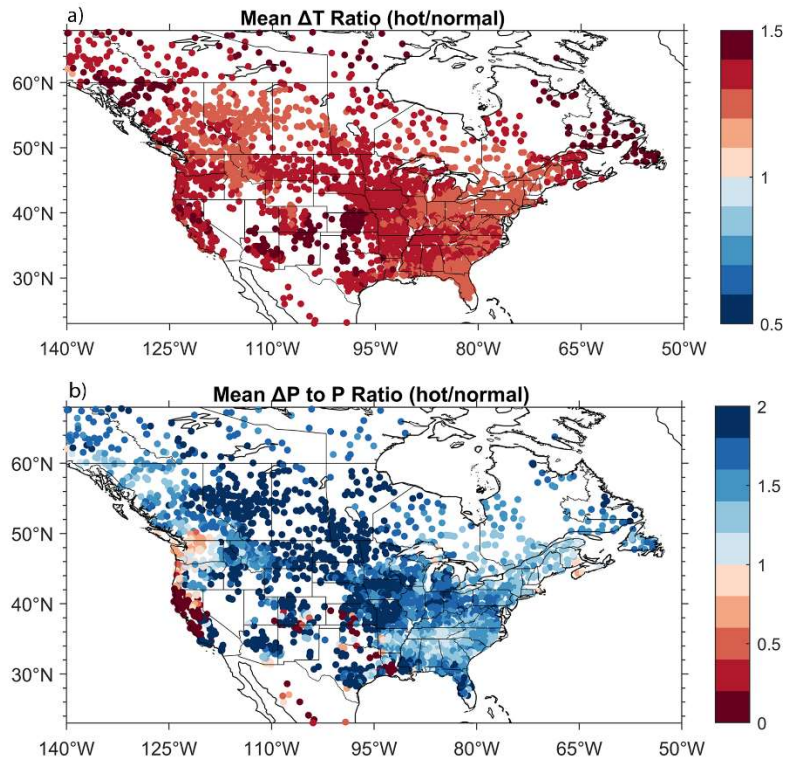 a)
Mean ΔT Ratio (hot/normal)
60°N
50°N
40°N
30°N
140°W 125°W 110°W 95°W 80°W 65°W 50°W
1.5
1
0.5
b)
Mean ΔP to P Ratio (hot/normal)
60°N
50°N
40°N
30°N
140°W 125°W 110°W 95°W 80°W 65°W 50°W
2
1.5
1
0.5
0